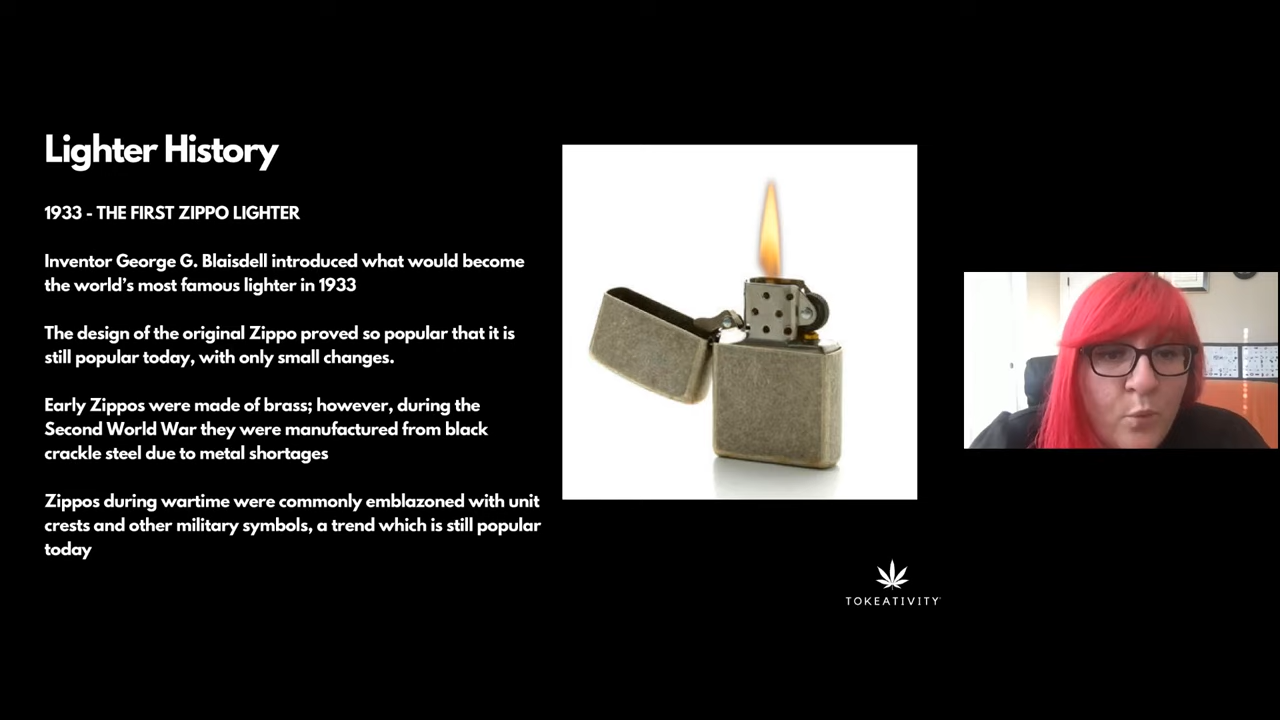 Lighter History
1933 - THE FIRST ZIPPO LIGHTER
Inventor George G. Blaisdell introduced what would become
the world's most famous lighter in 1933
The design of the original Zippo proved so popular that it is
still popular today, with only small changes.
Early Zippos were made of brass; however, during the
Second World War they were manufactured from black
crackle steel due to metal shortages
Zippos during wartime were commonly emblazoned with unit
crests and other military symbols, a trend which is still popular
today
TOKEATIVITY